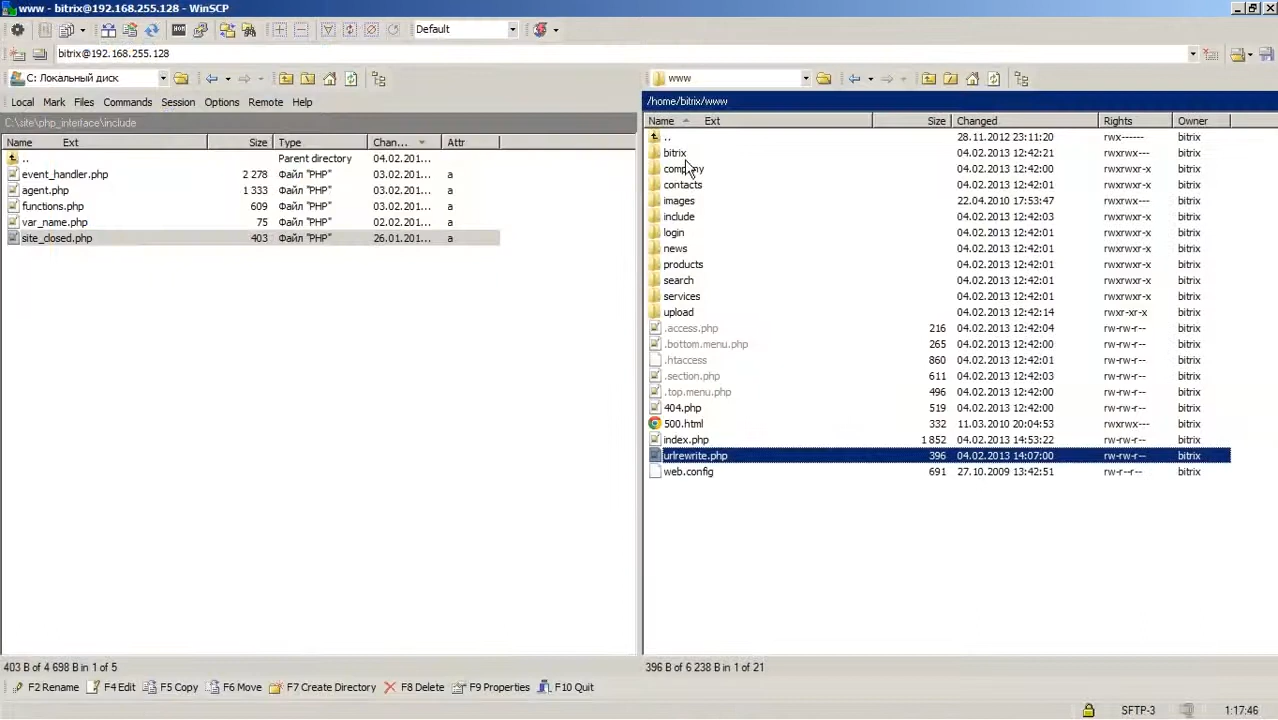 www - bitrix@192.168.255.128 - WinSCP
Default
bitrix@192.168.255.128
C: Локальный диск
www
Local Mark Files Commands Session Options Remote Help
/home/bitrix/www
C:\site\php_interface\include
Name Ext Size Changed Rights Owner
Name Ext Size Type Chan... Attr
.. 28.11.2012 23:11:20 rwx------ bitrix
.. Parent directory 04.02.201...
bitrix 04.02.2013 12:42:21 rwxrwx--- bitrix
company 04.02.2013 12:42:00 rwxrwxr-x bitrix
event_handler.php 2 278 Файл "PHP" 03.02.201... a
contacts 04.02.2013 12:42:00 rwxrwxr-x bitrix
agent.php 1 333 Файл "PHP" 03.02.201... a
images 22.04.2010 17:53:47 rwxrwx--- bitrix
functions.php 609 Файл "PHP" 03.02.201... a
include 04.02.2013 12:42:03 rwxrwxr-x bitrix
var_name.php 75 Файл "PHP" 02.02.201... a
login 04.02.2013 12:42:01 rwxrwxr-x bitrix
site_closed.php 403 Файл "PHP" 26.01.201... a
news 04.02.2013 12:42:01 rwxrwxr-x bitrix
products 04.02.2013 12:42:01 rwxrwxr-x bitrix
search 04.02.2013 12:42:01 rwxrwxr-x bitrix
services 04.02.2013 12:42:01 rwxrwxr-x bitrix
upload 04.02.2013 12:42:14 rwxr-xr-x bitrix
.access.php 216 04.02.2013 12:42:04 rw-rw-r-- bitrix
.bottom.menu.php 265 04.02.2013 12:42:00 rw-rw-r-- bitrix
.htaccess 860 04.02.2013 12:42:01 rw-rw-r-- bitrix
.section.php 611 04.02.2013 12:42:03 rw-rw-r-- bitrix
.top.menu.php 496 04.02.2013 12:42:00 rw-rw-r-- bitrix
404.php 519 04.02.2013 12:42:00 rw-rw-r-- bitrix
500.html 332 11.03.2010 20:04:53 rwxrwx--- bitrix
index.php 1 852 04.02.2013 14:53:22 rw-rw-r-- bitrix
urlrewrite.php 396 04.02.2013 14:07:00 rw-rw-r-- bitrix
web.config 691 27.10.2009 13:42:51 rw-r--r-- bitrix
403 B of 4 698 B in 1 of 5
396 B of 6 238 B in 1 of 21
F2 Rename F4 Edit F5 Copy F6 Move F7 Create Directory F8 Delete F9 Properties F10 Quit
SFTP-3 1:17:46